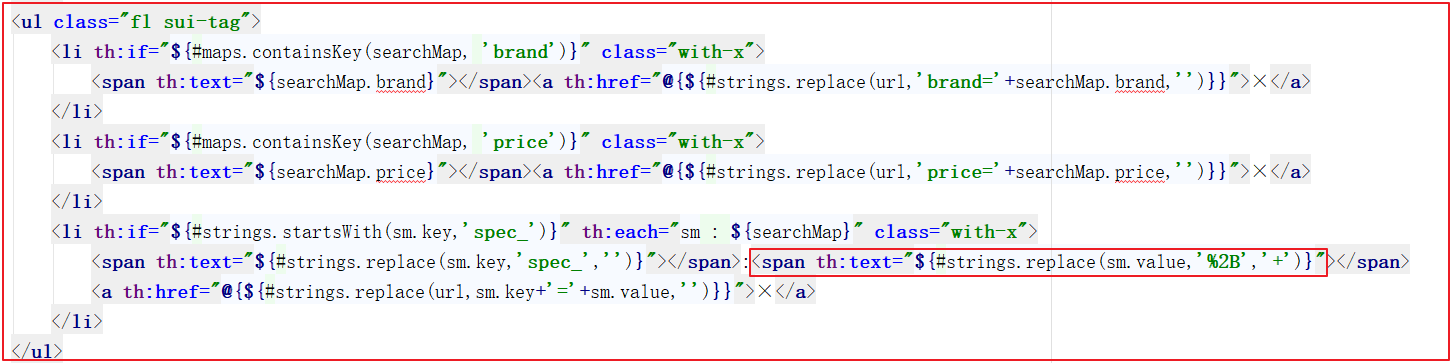 <ul class="fl sui-tag">
<li th:if="${#maps.containsKey(searchMap, 'brand')}" class="with-x">
<span th:text="${searchMap.brand}"></span><a th:href="@{${#strings.replace(url,'brand='+searchMap.brand,'')}}">×</a>
</li>
<li th:if="${#maps.containsKey(searchMap, 'price')}" class="with-x">
<span th:text="${searchMap.price}"></span><a th:href="@{${#strings.replace(url,'price='+searchMap.price,'')}}">×</a>
</li>
<li th:if="${#strings.startsWith(sm.key,'spec_')}" th:each="sm : ${searchMap}" class="with-x">
<span th:text="${#strings.replace(sm.key,'spec_','')}"></span>:<span th:text="${#strings.replace(sm.value,'%2B','+')}"></span>
<a th:href="@{${#strings.replace(url,sm.key+'='+sm.value,'')}}">×</a>
</li>
</ul>